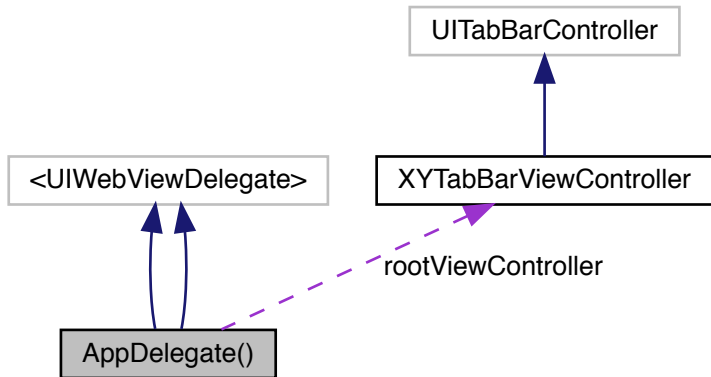 UITabBarController
<UIWebViewDelegate>
XYTabBarViewController
rootViewController
AppDelegate()